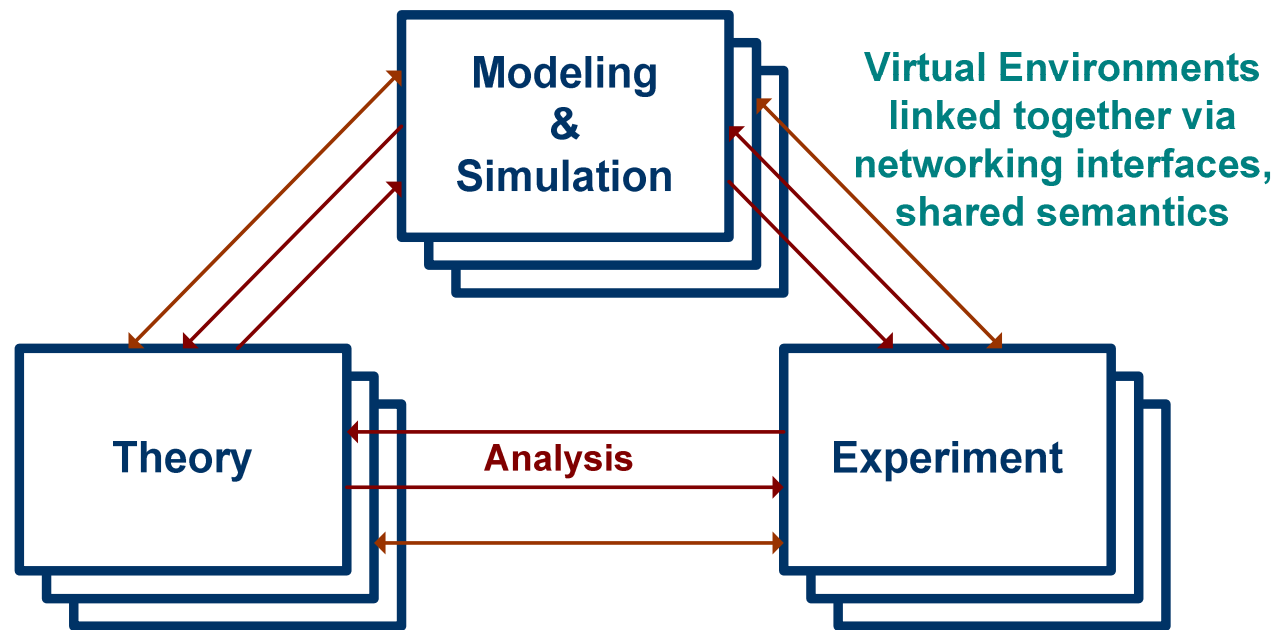 Modeling
&
Simulation
Virtual Environments
linked together via
networking interfaces,
shared semantics
Theory
Analysis
Experiment